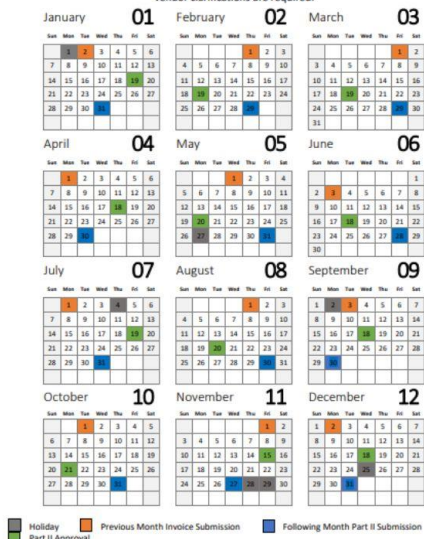 vendor clarifications are required.
January 01
Sun Mon Tue Wed Thu Fri Sat
1 2 3 4 5 6
7 8 9 10 11 12 13
14 15 16 17 18 19 20
21 22 23 24 25 26 27
28 29 30 31
February 02
Sun Mon Tue Wed Thu Fri Sat
1 2 3
4 5 6 7 8 9 10
11 12 13 14 15 16 17
18 19 20 21 22 23 24
25 26 27 28 29
March 03
Sun Mon Tue Wed Thu Fri Sat
1 2
3 4 5 6 7 8 9
10 11 12 13 14 15 16
17 18 19 20 21 22 23
24 25 26 27 28 29 30
31
April 04
Sun Mon Tue Wed Thu Fri Sat
1 2 3 4 5 6
7 8 9 10 11 12 13
14 15 16 17 18 19 20
21 22 23 24 25 26 27
28 29 30
May 05
Sun Mon Tue Wed Thu Fri Sat
1 2 3 4
5 6 7 8 9 10 11
12 13 14 15 16 17 18
19 20 21 22 23 24 25
26 27 28 29 30 31
June 06
Sun Mon Tue Wed Thu Fri Sat
1
2 3 4 5 6 7 8
9 10 11 12 13 14 15
16 17 18 19 20 21 22
23 24 25 26 27 28 29
30
July 07
Sun Mon Tue Wed Thu Fri Sat
1 2 3 4 5 6
7 8 9 10 11 12 13
14 15 16 17 18 19 20
21 22 23 24 25 26 27
28 29 30 31
August 08
Sun Mon Tue Wed Thu Fri Sat
1 2 3
4 5 6 7 8 9 10
11 12 13 14 15 16 17
18 19 20 21 22 23 24
25 26 27 28 29 30 31
September 09
Sun Mon Tue Wed Thu Fri Sat
1 2 3 4 5 6 7
8 9 10 11 12 13 14
15 16 17 18 19 20 21
22 23 24 25 26 27 28
29 30
October 10
Sun Mon Tue Wed Thu Fri Sat
1 2 3 4 5
6 7 8 9 10 11 12
13 14 15 16 17 18 19
20 21 22 23 24 25 26
27 28 29 30 31
November 11
Sun Mon Tue Wed Thu Fri Sat
1 2
3 4 5 6 7 8 9
10 11 12 13 14 15 16
17 18 19 20 21 22 23
24 25 26 27 28 29 30
December 12
Sun Mon Tue Wed Thu Fri Sat
1 2 3 4 5 6 7
8 9 10 11 12 13 14
15 16 17 18 19 20 21
22 23 24 25 26 27 28
29 30 31
Holiday Previous Month Invoice Submission Following Month Part II Submission
Part II Approval